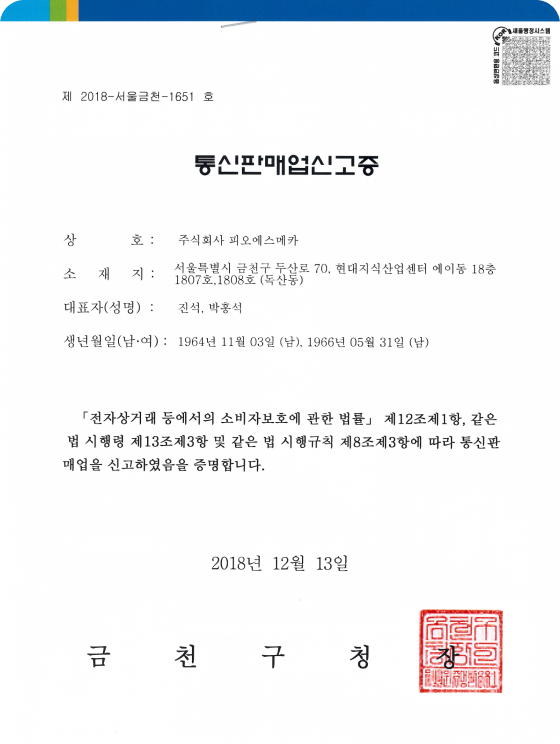 새올행정시스템
음성변환용 코드
제 2018-서울금천-1651 호
통신판매업신고증
상 호 : 주식회사 피오에스메카
소 재 지 : 서울특별시 금천구 두산로 70, 현대지식산업센터 에이동 18층
1807호,1808호 (독산동)
대표자(성명) : 진석, 박홍석
생년월일(남·여) : 1964년 11월 03일 (남), 1966년 05월 31일 (남)
「전자상거래 등에서의 소비자보호에 관한 법률」 제12조제1항, 같은
법 시행령 제13조제3항 및 같은 법 시행규칙 제8조제3항에 따라 통신판
매업을 신고하였음을 증명합니다.
2018년 12월 13일
금 천 구 청 장